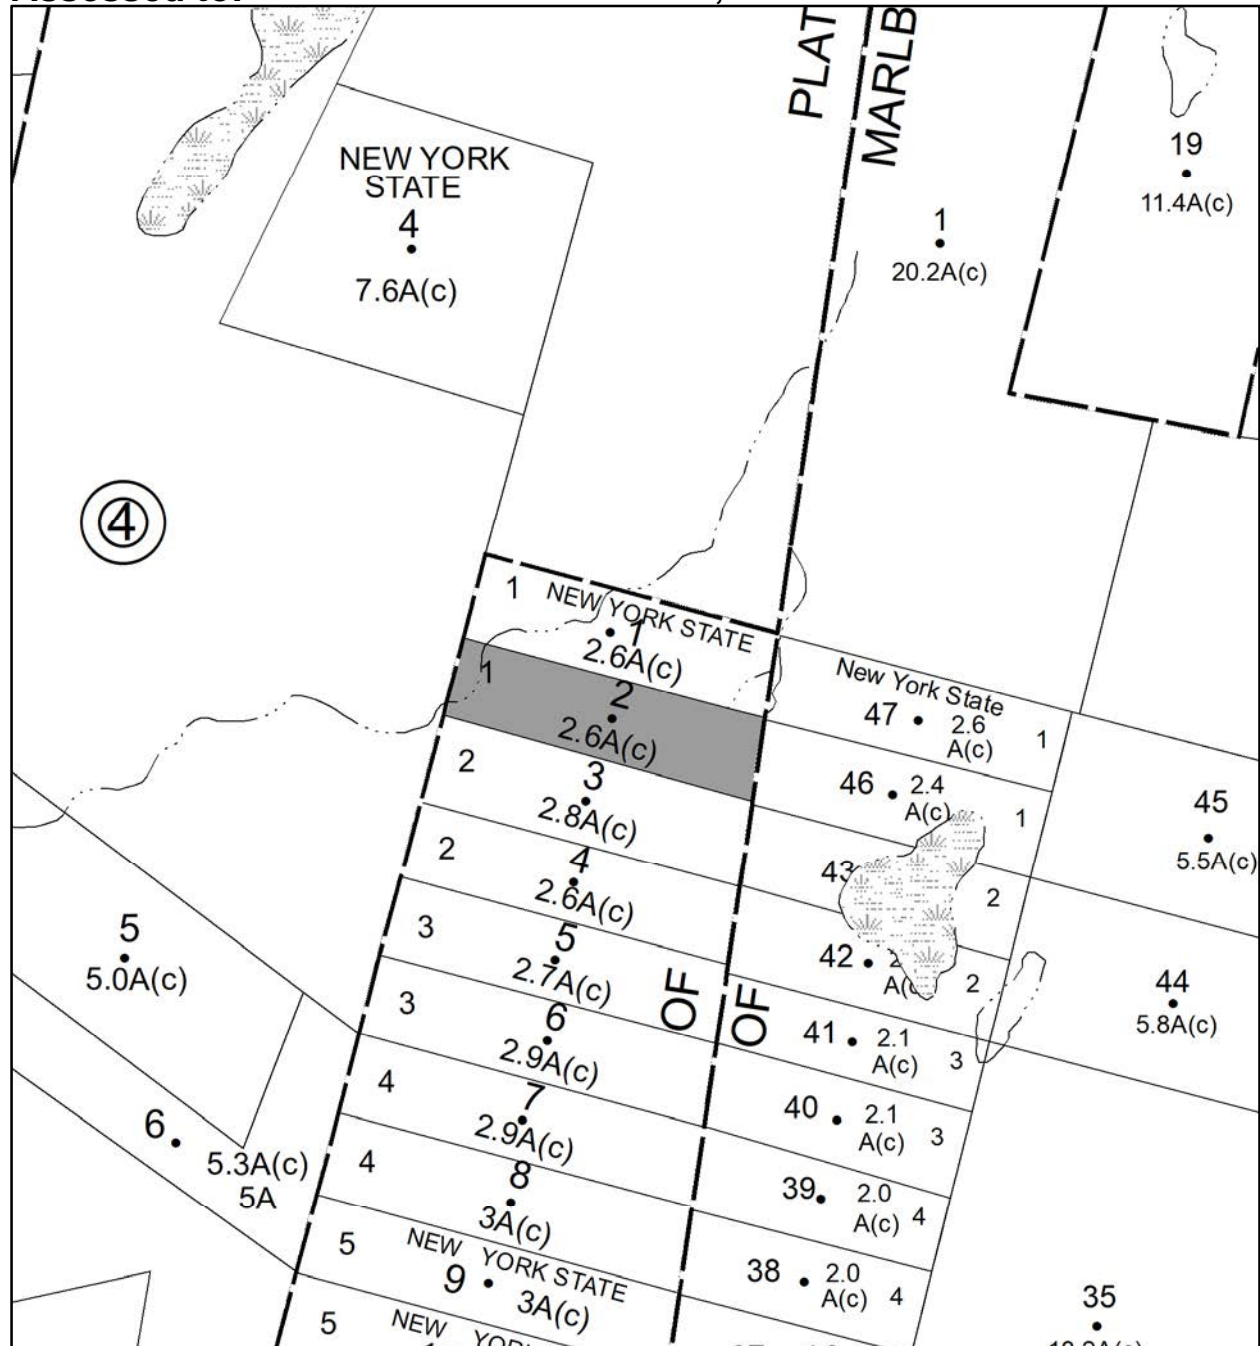 PLAT
MARLB
NEW YORK
STATE
4
7.6A(c)
19
11.4A(c)
1
20.2A(c)
4
1
NEW YORK STATE
1
2.6A(c)
1
2
2.6A(c)
New York State
47
2.6
A(c)
1
2
3
2.8A(c)
46
2.4
A(c)
1
45
5.5A(c)
2
4
2.6A(c)
43
2
3
5
2.7A(c)
42
A(c)
2
5
5.0A(c)
OF
OF
44
5.8A(c)
3
6
2.9A(c)
41
2.1
A(c)
3
4
7
2.9A(c)
40
2.1
A(c)
3
6
5.3A(c)
5A
4
8
3A(c)
39
2.0
A(c)
4
5
NEW YORK STATE
9
3A(c)
38
2.0
A(c)
4
35
5
NEW